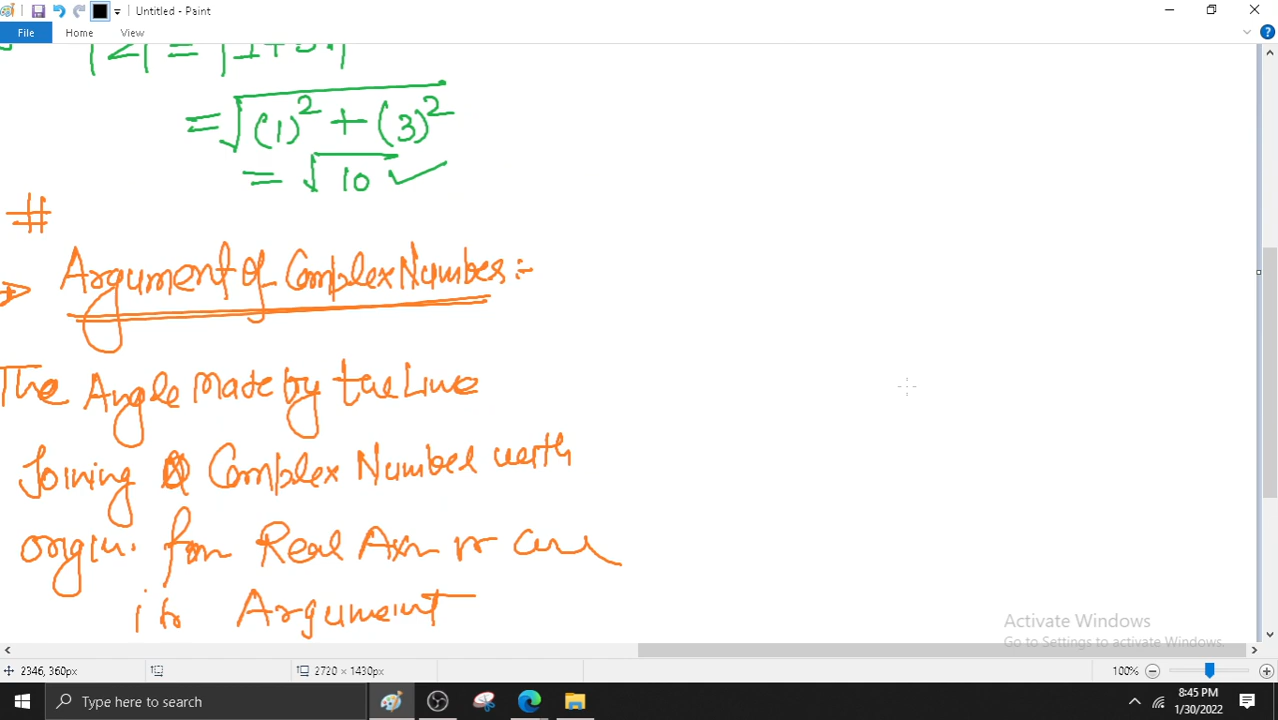 Untitled - Paint
File Home View
|z| = |1+3i|
= √(1)² + (3)²
= √10 ✓
#
Argument of Complex Number :-
The Angle Made by the Line
Joining a Complex Number with
origin. from Real Axis is
its Argument
Activate Windows
Go to Settings to activate Windows.
2346, 360px
2720 × 1430px
100%
Type here to search
8:45 PM
1/30/2022